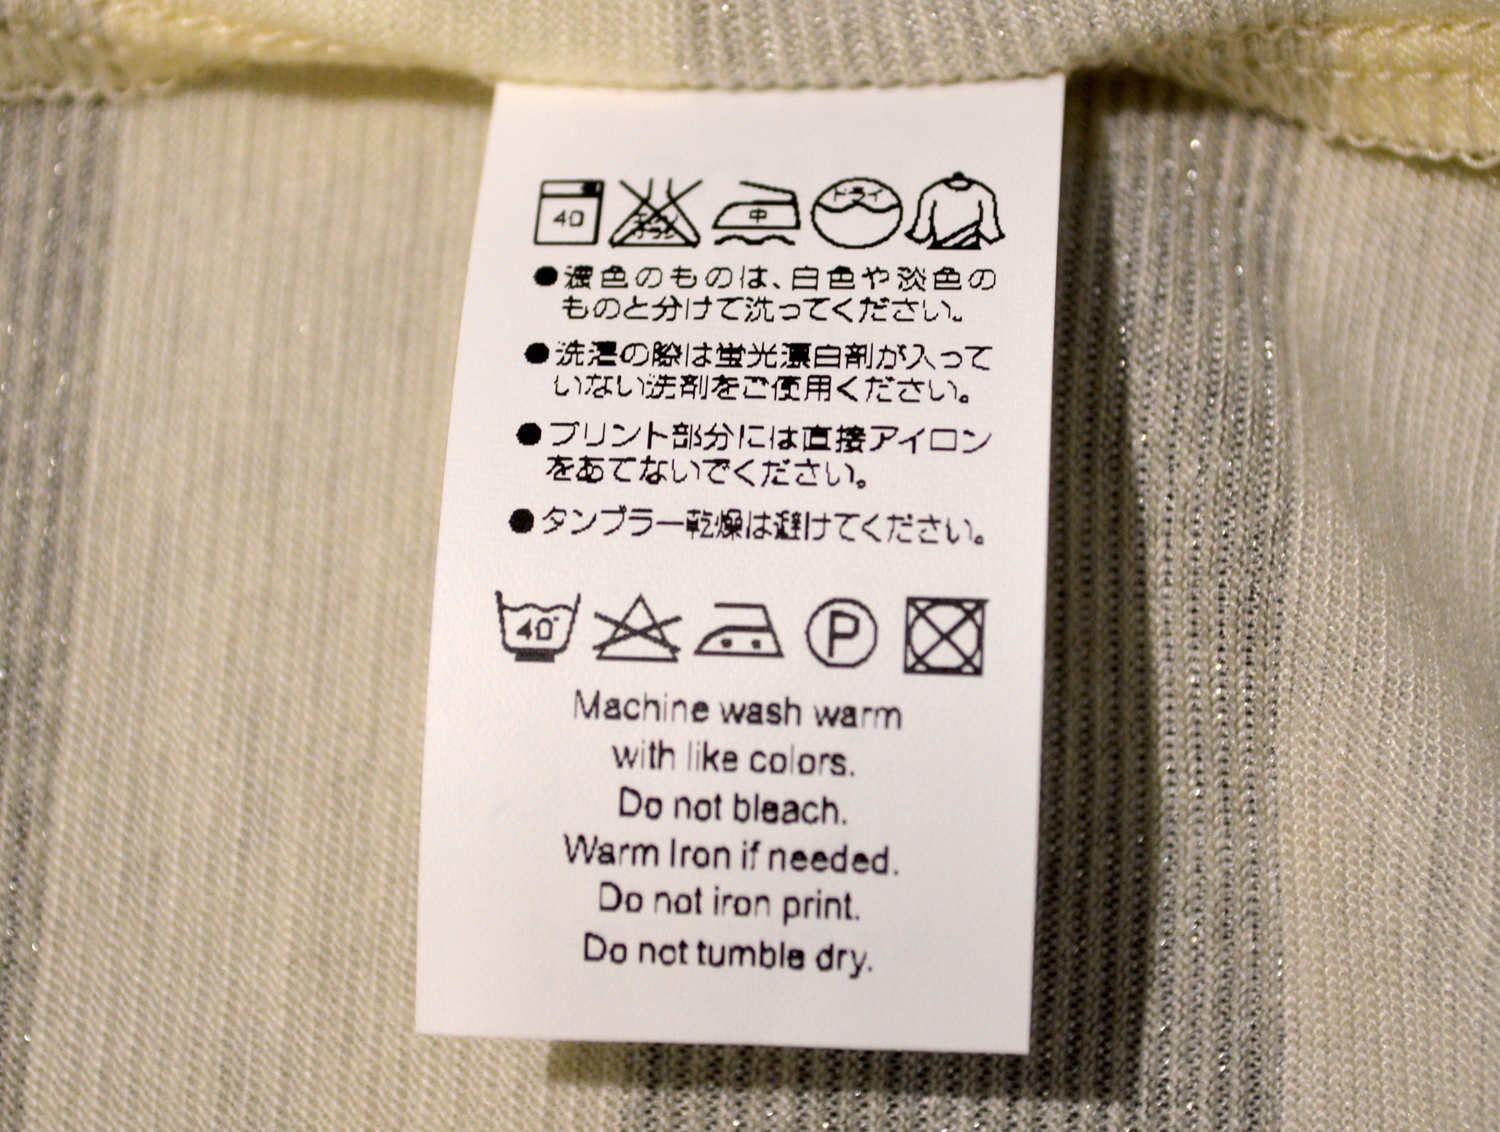 40 エンソ サラシ 中 ドライ
●濃色のものは、白色や淡色の
ものと分けて洗ってください。
●洗濯の際は蛍光漂白剤が入って
いない洗剤をご使用ください。
●プリント部分には直接アイロン
をあてないでください。
●タンブラー乾燥は避けてください。
40° P
Machine wash warm
with like colors.
Do not bleach.
Warm Iron if needed.
Do not iron print.
Do not tumble dry.